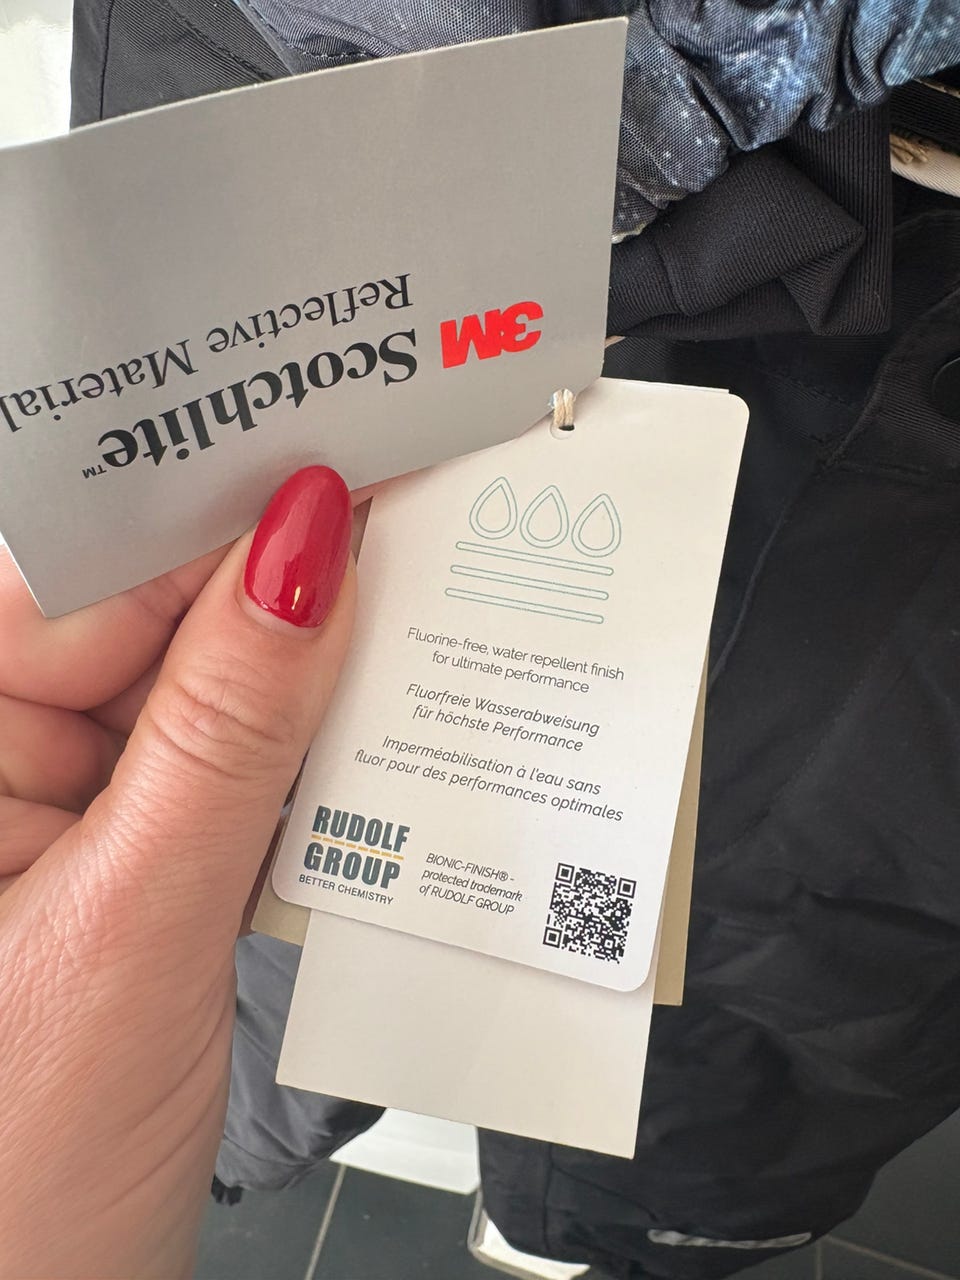 3M Scotchlite™
Reflective Material
Fluorine-free, water repellent finish
for ultimate performance
Fluorfreie Wasserabweisung
für höchste Performance
Imperméabilisation à l'eau sans
fluor pour des performances optimales
RUDOLF
GROUP
BETTER CHEMISTRY
BIONIC-FINISH® -
protected trademark
of RUDOLF GROUP